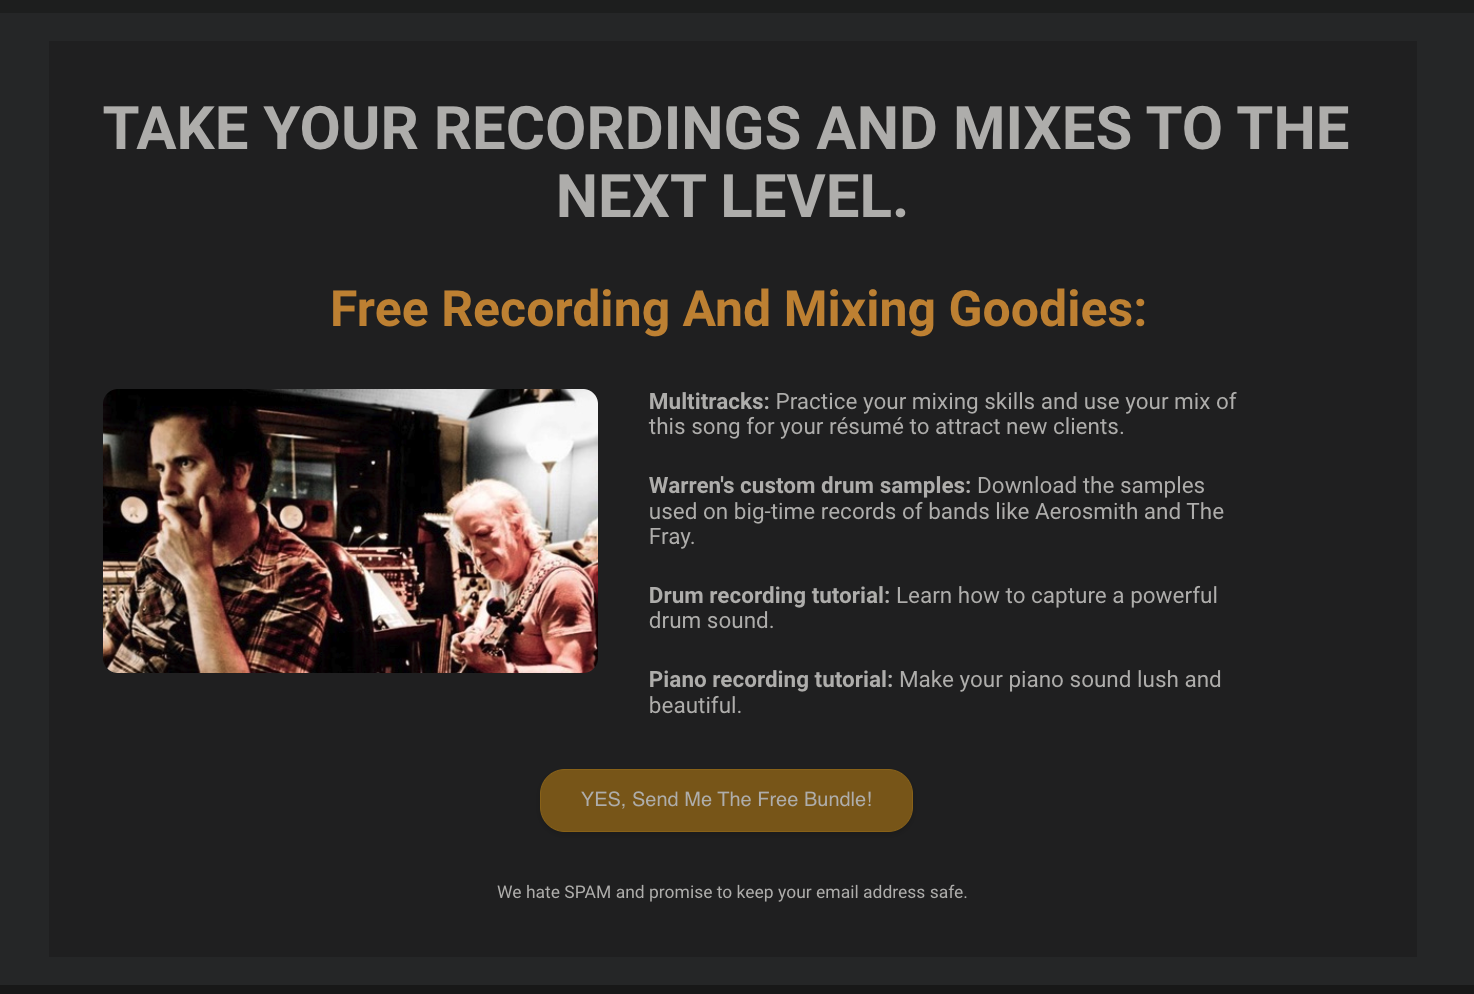 TAKE YOUR RECORDINGS AND MIXES TO THE
NEXT LEVEL.
Free Recording And Mixing Goodies:
Multitracks: Practice your mixing skills and use your mix of
this song for your résumé to attract new clients.
Warren's custom drum samples: Download the samples
used on big-time records of bands like Aerosmith and The
Fray.
Drum recording tutorial: Learn how to capture a powerful
drum sound.
Piano recording tutorial: Make your piano sound lush and
beautiful.
YES, Send Me The Free Bundle!
We hate SPAM and promise to keep your email address safe.